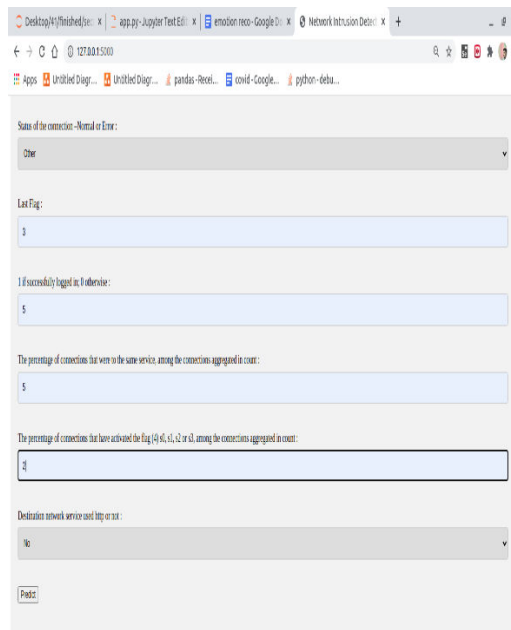 Desktop/41/finished/sec x app.py - Jupyter Text Edit x emotion reco - Google Do x Network Intrusion Detect x +
127.0.0.1:5000
Apps Untitled Diagr... Untitled Diagr... pandas - Recei... covid - Google... python - debu...
Status of the connection –Normal or Error :
Other
Last Flag :
3
1 if successfully logged in; 0 otherwise :
5
The percentage of connections that were to the same service, among the connections aggregated in count :
5
The percentage of connections that have activated the flag (4) s0, s1, s2 or s3, among the connections aggregated in count :
2
Destination network service used http or not :
No
Predict